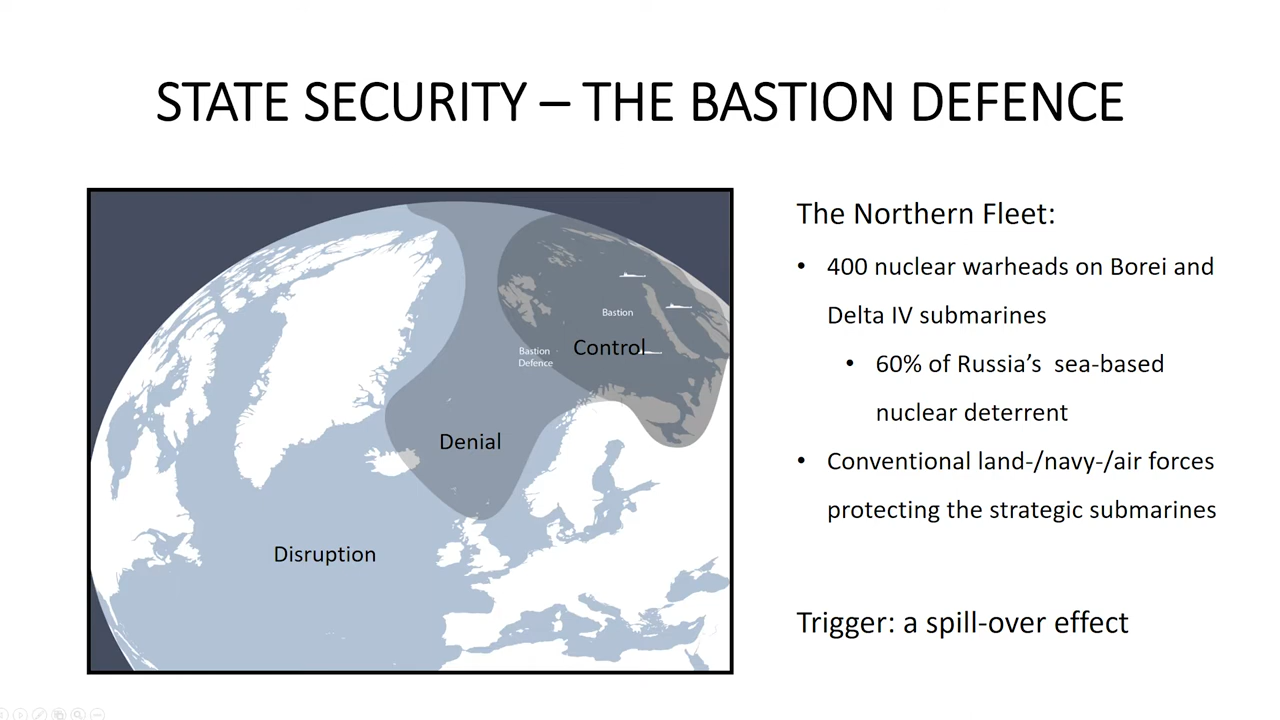 STATE SECURITY – THE BASTION DEFENCE
Bastion
Control
Bastion
Defence
Denial
Disruption
The Northern Fleet:
• 400 nuclear warheads on Borei and
Delta IV submarines
• 60% of Russia’s  sea-based
nuclear deterrent
• Conventional land-/navy-/air forces
protecting the strategic submarines
Trigger: a spill-over effect